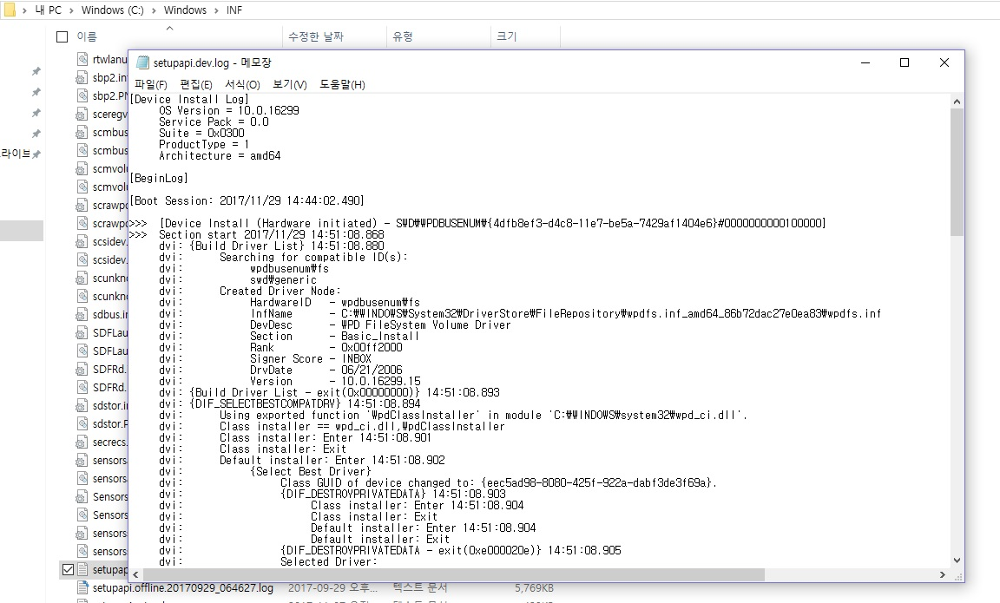 내 PC > Windows (C:) > Windows > INF
이름 수정한 날짜 유형 크기
setupapi.dev.log - 메모장
파일(F) 편집(E) 서식(O) 보기(V) 도움말(H)
라이브
rtwlanu
sbp2.in
sbp2.PN
sceregv
scmbus
scmbus
scmvolu
scmvolu
scrawpc
scrawpc
scsidev.
scsidev.
scunkno
scunkno
sdbus.in
SDFLau
SDFLau
SDFRd.
SDFRd.
sdstor.in
sdstor.P
secrecs.
sensors
sensors
Sensors
Sensors
sensors
sensors
setupap
[Device Install Log]
OS Version = 10.0.16299
Service Pack = 0.0
Suite = 0x0300
ProductType = 1
Architecture = amd64
[BeginLog]
[Boot Session: 2017/11/29 14:44:02.490]
>>> [Device Install (Hardware initiated) - SWD₩WPDBUSENUM₩{4dfb8ef3-d4c8-11e7-be5a-7429af1404e6}#0000000000100000]
>>> Section start 2017/11/29 14:51:08.868
dvi: {Build Driver List} 14:51:08.880
dvi: Searching for compatible ID(s):
dvi: wpdbusenum₩fs
dvi: swd₩generic
dvi: Created Driver Node:
dvi: HardwareID - wpdbusenum₩fs
dvi: InfName - C:₩WINDOWS₩System32₩DriverStore₩FileRepository₩wpdfs.inf_amd64_86b72dac27e0ea83₩wpdfs.inf
dvi: DevDesc - WPD FileSystem Volume Driver
dvi: Section - Basic_Install
dvi: Rank - 0x00ff2000
dvi: Signer Score - INBOX
dvi: DrvDate - 06/21/2006
dvi: Version - 10.0.16299.15
dvi: {Build Driver List - exit(0x00000000)} 14:51:08.893
dvi: {DIF_SELECTBESTCOMPATDRV} 14:51:08.894
dvi: Using exported function 'WpdClassInstaller' in module 'C:₩WINDOWS₩system32₩wpd_ci.dll'.
dvi: Class installer == wpd_ci.dll,WpdClassInstaller
dvi: Class installer: Enter 14:51:08.901
dvi: Class installer: Exit
dvi: Default installer: Enter 14:51:08.902
dvi: {Select Best Driver}
dvi: Class GUID of device changed to: {eec5ad98-8080-425f-922a-dabf3de3f69a}.
dvi: {DIF_DESTROYPRIVATEDATA} 14:51:08.903
dvi: Class installer: Enter 14:51:08.904
dvi: Class installer: Exit
dvi: Default installer: Enter 14:51:08.904
dvi: Default installer: Exit
dvi: {DIF_DESTROYPRIVATEDATA - exit(0xe000020e)} 14:51:08.905
dvi: Selected Driver:
setupapi.offline.20170929_064627.log 2017-09-29 오후... 텍스트 문서 5,769KB